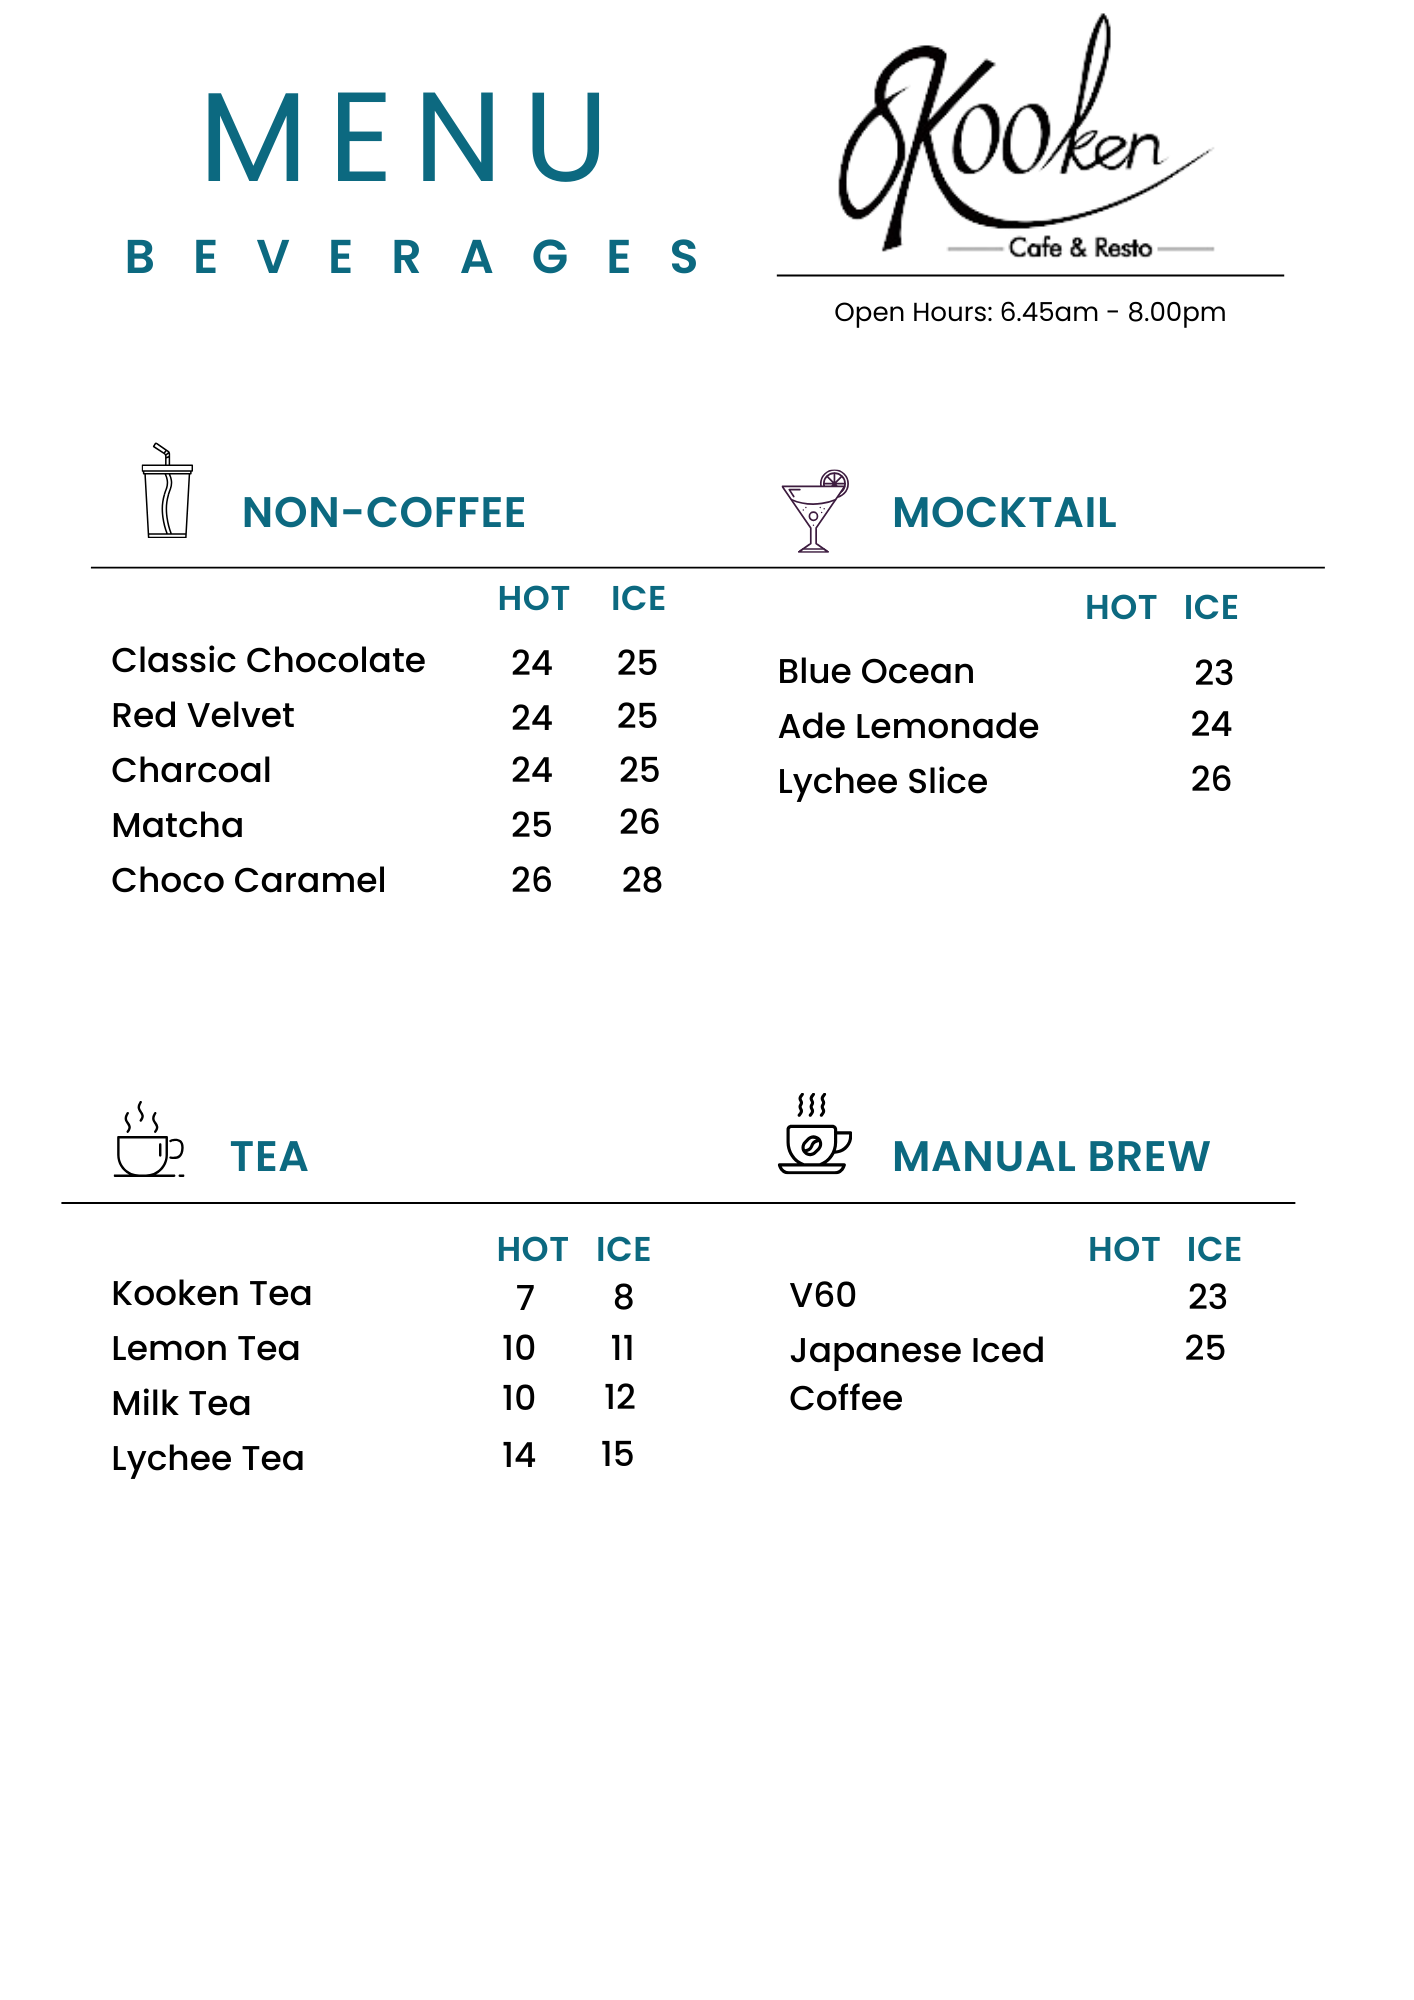 MENU
BEVERAGES
Kooken
Cafe & Resto
Open Hours: 6.45am - 8.00pm
NON-COFFEE
HOT ICE
Classic Chocolate 24 25
Red Velvet 24 25
Charcoal 24 25
Matcha 25 26
Choco Caramel 26 28
MOCKTAIL
HOT ICE
Blue Ocean 23
Ade Lemonade 24
Lychee Slice 26
TEA
HOT ICE
Kooken Tea 7 8
Lemon Tea 10 11
Milk Tea 10 12
Lychee Tea 14 15
MANUAL BREW
HOT ICE
V60 23
Japanese Iced 25
Coffee